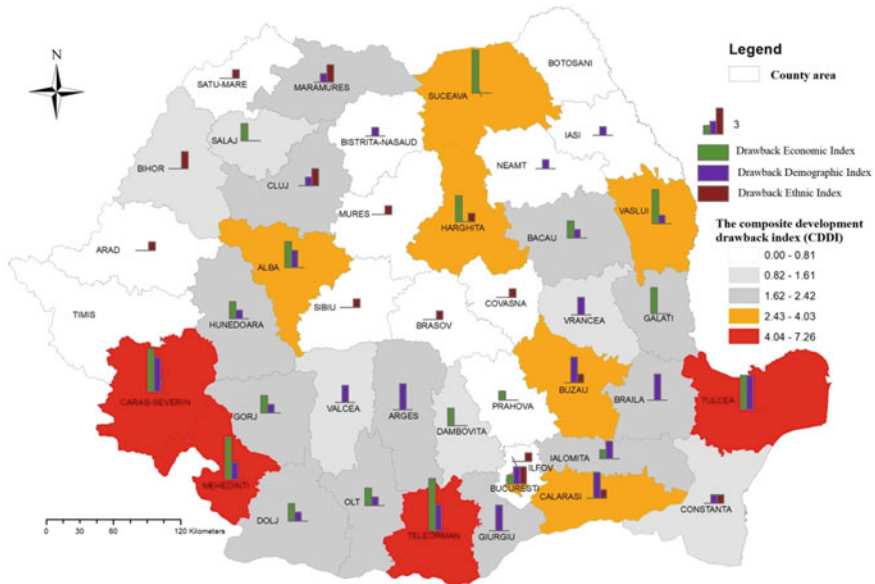 N
SATU-MARE
MARAMURES
SUCEAVA
BOTOSANI
SALAJ
BISTRITA-NASAUD
IASI
BIHOR
CLUJ
NEAMT
MURES
HARGHITA
BACAU
VASLUI
ARAD
ALBA
TIMIS
HUNEDOARA
SIBIU
BRASOV
COVASNA
VRANCEA
GALATI
CARAS-SEVERIN
GORJ
VALCEA
ARGES
DAMBOVITA
PRAHOVA
BUZAU
BRAILA
TULCEA
MEHEDINTI
DOLJ
OLT
TELEORMAN
GIURGIU
ILFOV
BUCURESTI
IALOMITA
CALARASI
CONSTANTA
0 30 60 120 Kilometers
Legend
County area
3
Drawback Economic Index
Drawback Demographic Index
Drawback Ethnic Index
The composite development
drawback index (CDDI)
0.00 - 0.81
0.82 - 1.61
1.62 - 2.42
2.43 - 4.03
4.04 - 7.26